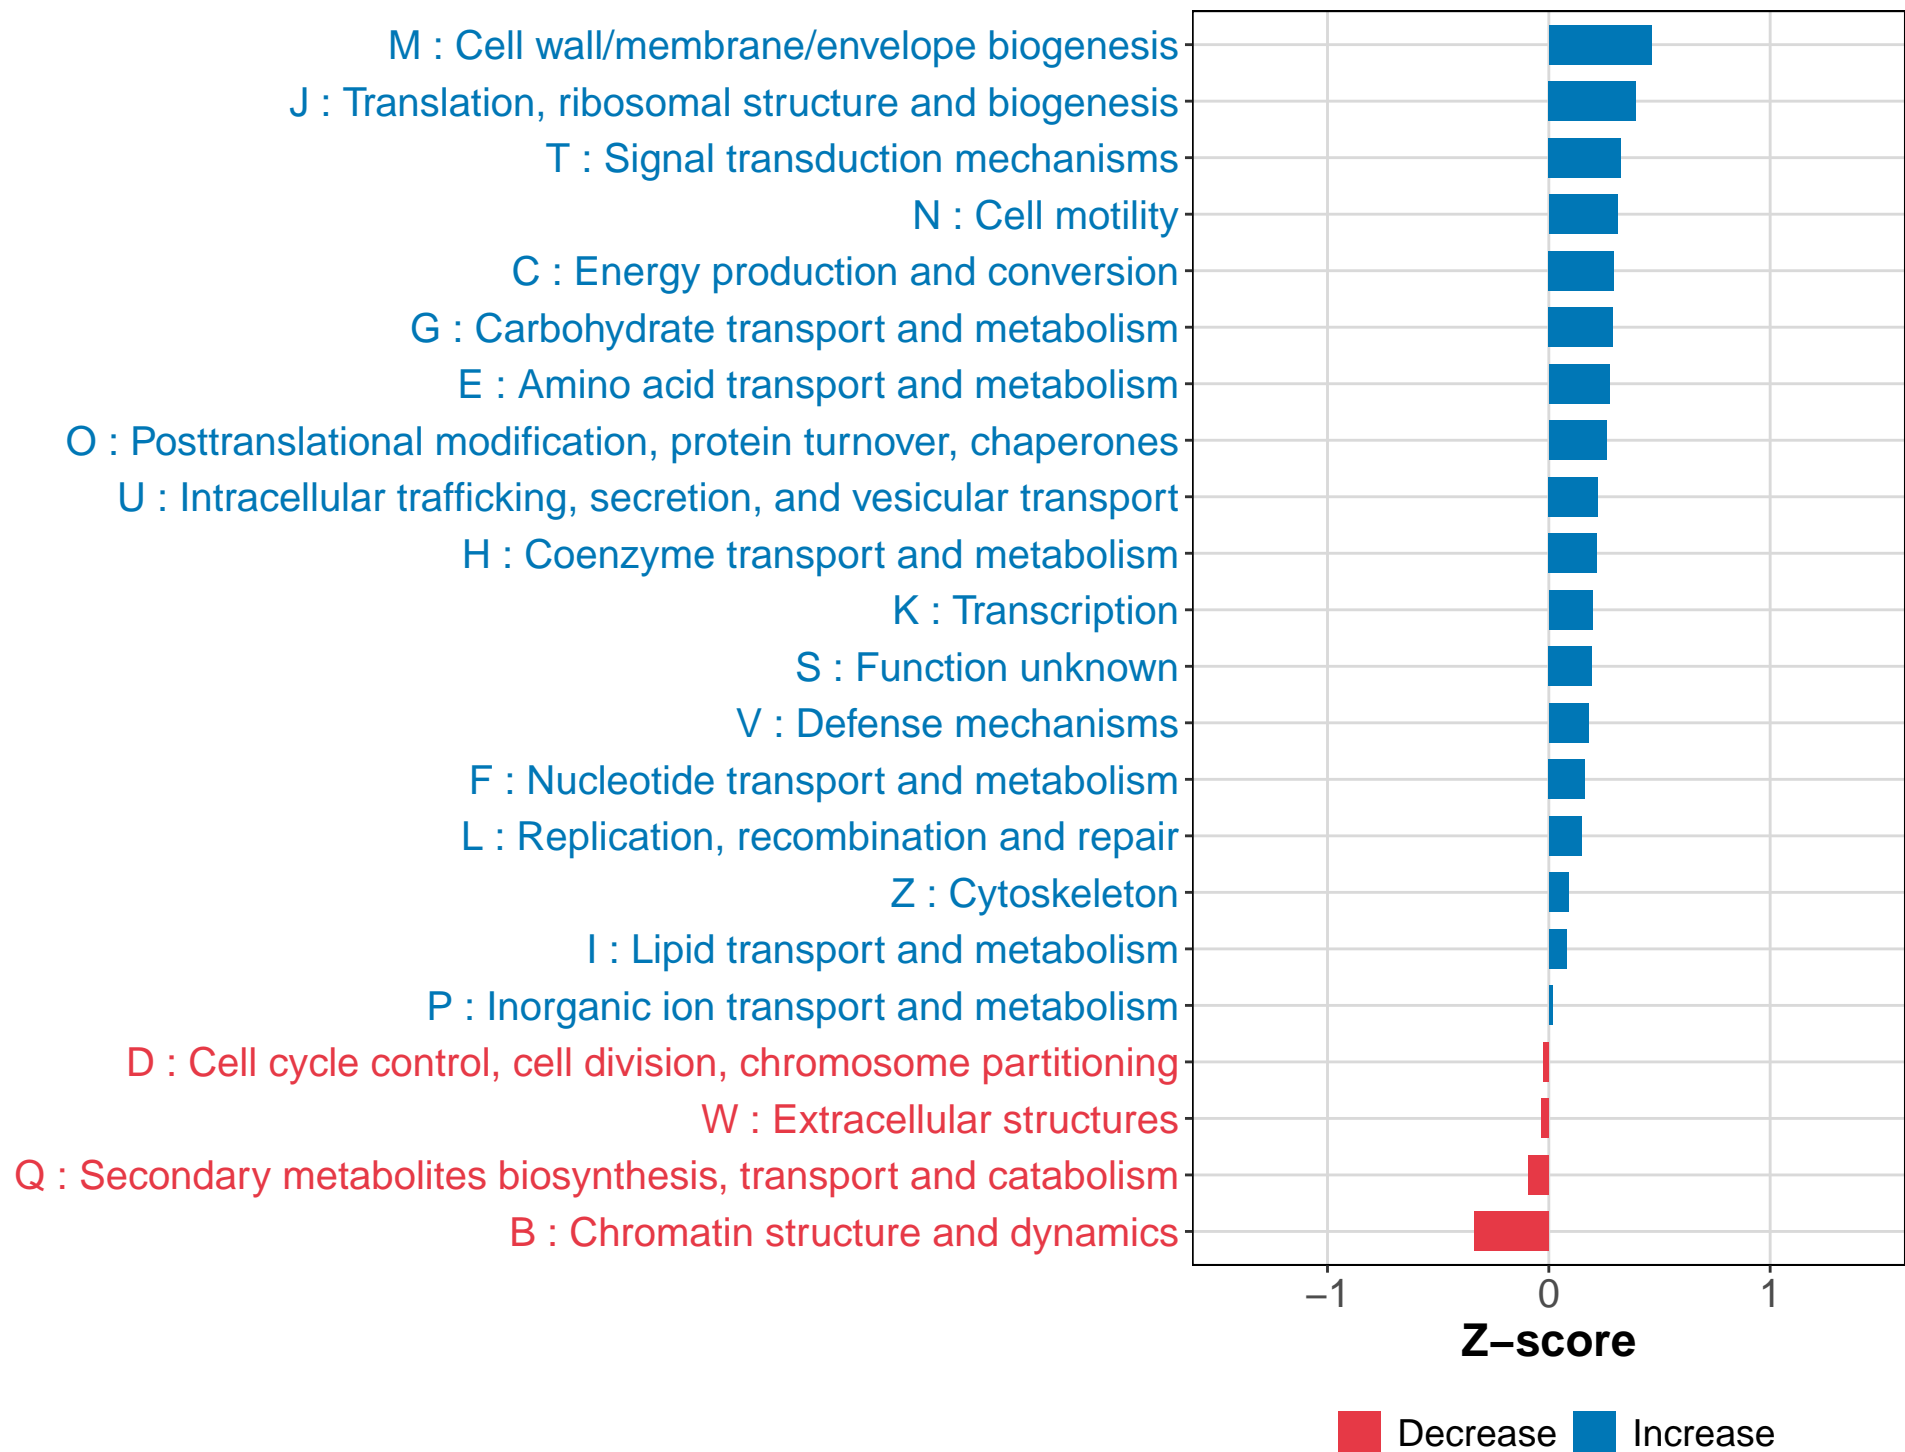 M : Cell wall/membrane/envelope biogenesis
J : Translation, ribosomal structure and biogenesis
T : Signal transduction mechanisms
N : Cell motility
C : Energy production and conversion
G : Carbohydrate transport and metabolism
E : Amino acid transport and metabolism
O : Posttranslational modification, protein turnover, chaperones
U : Intracellular trafficking, secretion, and vesicular transport
H : Coenzyme transport and metabolism
K : Transcription
S : Function unknown
V : Defense mechanisms
F : Nucleotide transport and metabolism
L : Replication, recombination and repair
Z : Cytoskeleton
I : Lipid transport and metabolism
P : Inorganic ion transport and metabolism
D : Cell cycle control, cell division, chromosome partitioning
W : Extracellular structures
Q : Secondary metabolites biosynthesis, transport and catabolism
B : Chromatin structure and dynamics
−1 0 1
Z−score
Decrease Increase